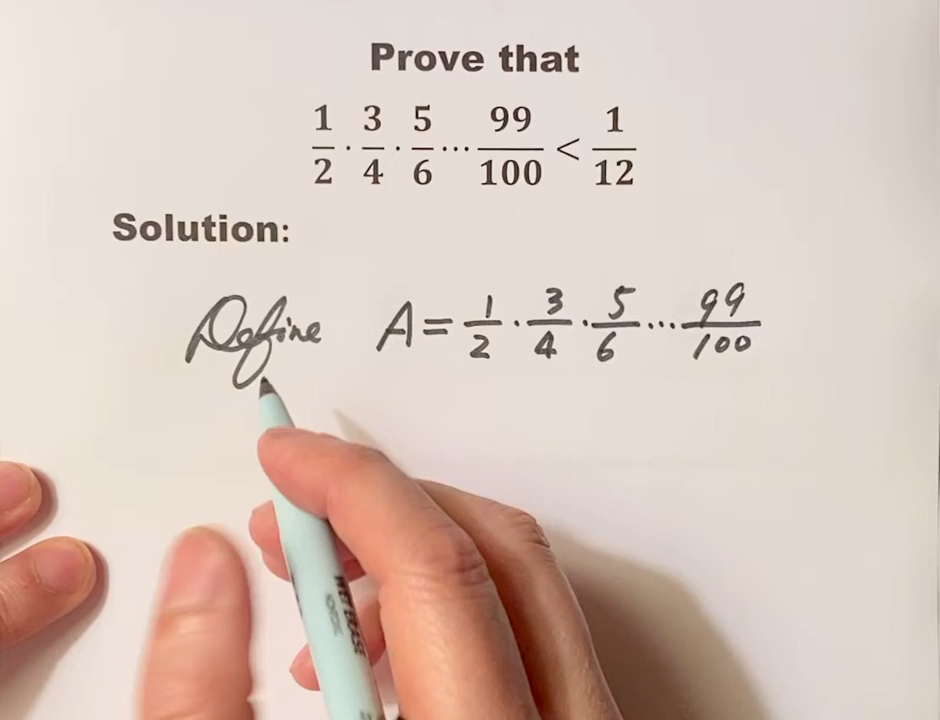 Prove that
1/2 · 3/4 · 5/6 ... 99/100 < 1/12
Solution:
Define A = 1/2 · 3/4 · 5/6 ... 99/100